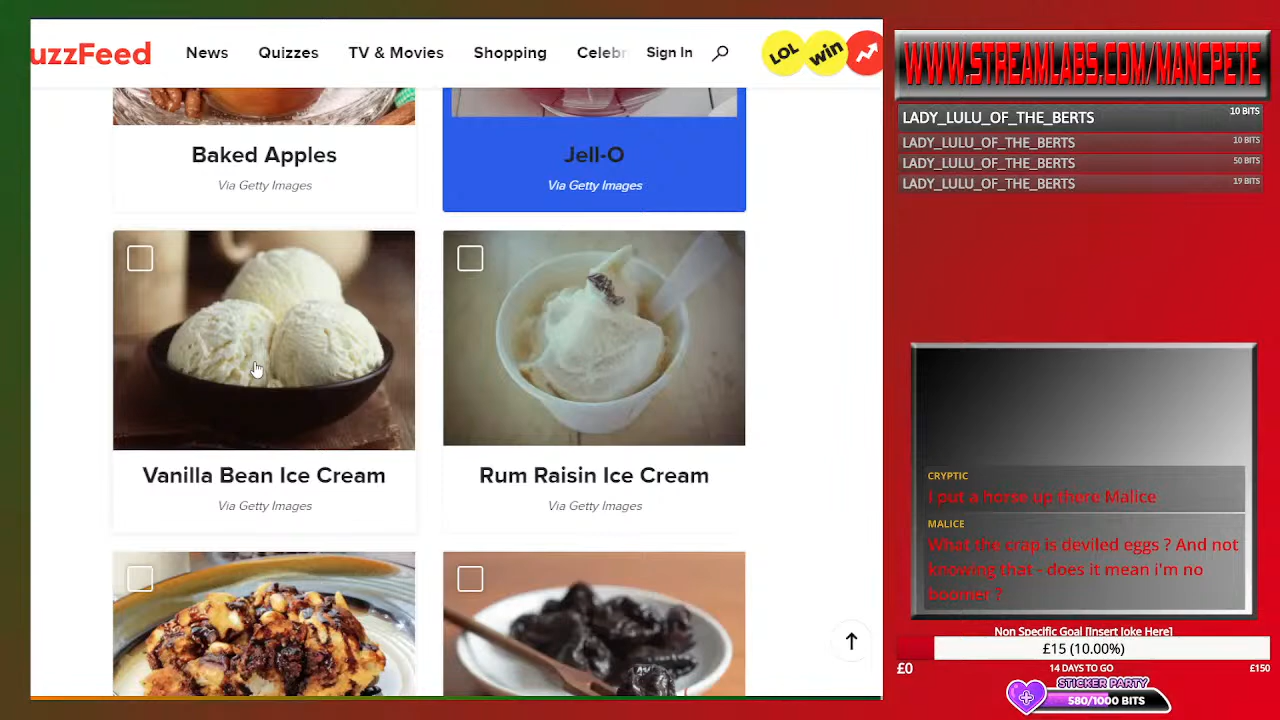 uzzFeed
News
Quizzes
TV & Movies
Shopping
Celeb
Sign In
LOL
win
Baked Apples
Via Getty Images
Jell-O
Via Getty Images
Vanilla Bean Ice Cream
Via Getty Images
Rum Raisin Ice Cream
Via Getty Images
WWW.STREAMLABS.COM/MANCPETE
LADY_LULU_OF_THE_BERTS 10 BITS
LADY_LULU_OF_THE_BERTS 10 BITS
LADY_LULU_OF_THE_BERTS 50 BITS
LADY_LULU_OF_THE_BERTS 19 BITS
CRYPTIC
I put a horse up there Malice
MALICE
What the crap is deviled eggs ? And not
knowing that - does it mean i'm no
boomer ?
Non Specific Goal [Insert Joke Here]
£15 (10.00%)
£0 14 DAYS TO GO £150
STICKER PARTY
580/1000 BITS